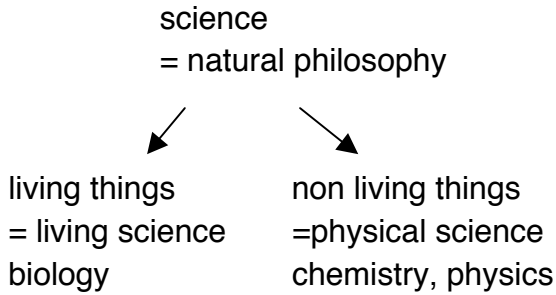 science
= natural philosophy
living things
= living science
biology
non living things
=physical science
chemistry, physics